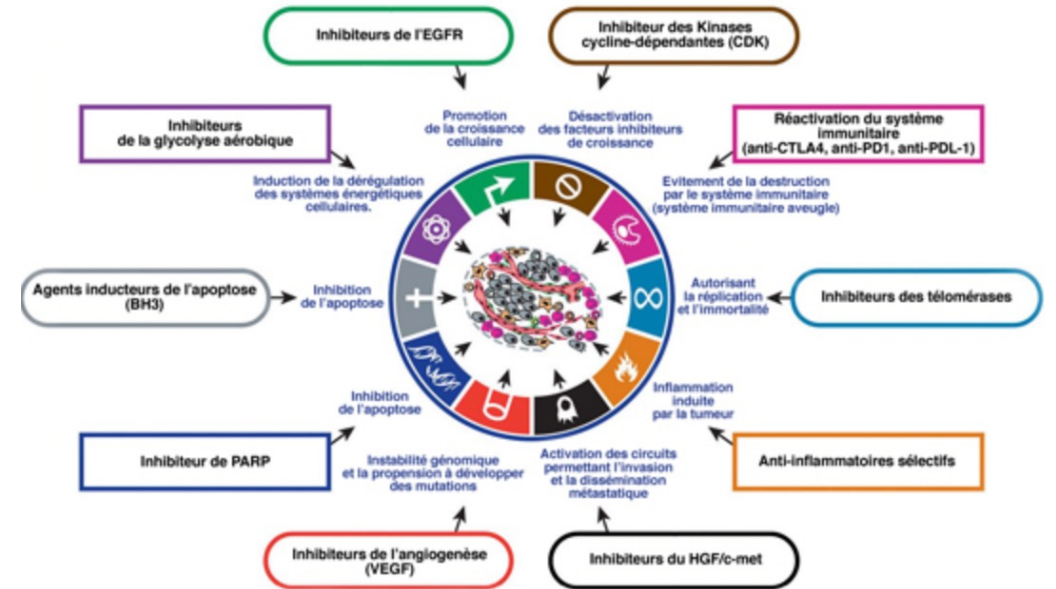 Inhibiteurs de l'EGFR
Inhibiteur des Kinases
cycline-dépendantes (CDK)
Promotion
de la croissance
cellulaire
Désactivation
des facteurs inhibiteurs
de croissance
Inhibiteurs
de la glycolyse aérobique
Réactivation du système
immunitaire
(anti-CTLA4, anti-PD1, anti-PDL-1)
Induction de la dérégulation
des systèmes énergétiques
cellulaires.
Evitement de la destruction
par le système immunitaire
(système immunitaire aveugle)
Agents inducteurs de l'apoptose
(BH3)
Inhibition
de l'apoptose
Autorisant
la réplication
et l'immortalité
Inhibiteurs des télomérases
Inhibition
de l'apoptose
Inflammation
induite
par la tumeur
Inhibiteur de PARP
Instabilité génomique
et la propension à développer
des mutations
Activation des circuits
permettant l'invasion
et la dissémination
métastatique
Anti-inflammatoires sélectifs
Inhibiteurs de l'angiogenèse
(VEGF)
Inhibiteurs du HGF/c-met